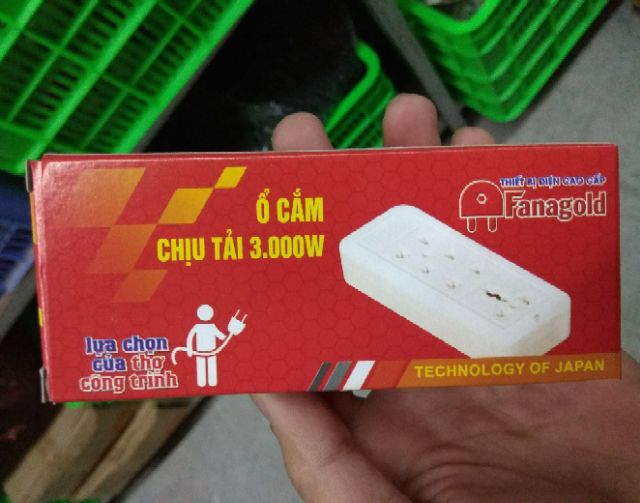 THIẾT BỊ ĐIỆN CAO CẤP
Fanagold
Ổ CẮM
CHỊU TẢI 3.000W
lựa chọn
của thợ
công trình
TECHNOLOGY OF JAPAN